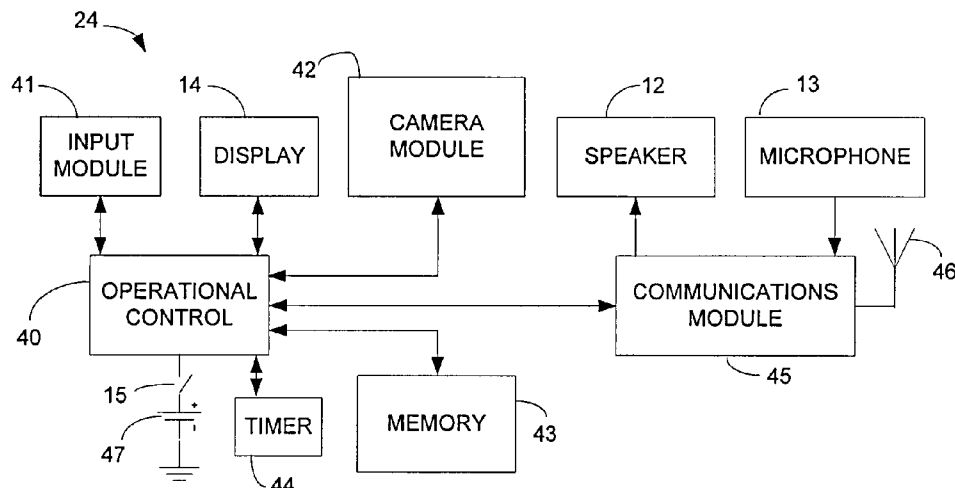 24
41
14
42
12
13
INPUT
MODULE
DISPLAY
CAMERA
MODULE
SPEAKER
MICROPHONE
46
40
OPERATIONAL
CONTROL
COMMUNICATIONS
MODULE
15
+
47
-
TIMER
MEMORY
43
45
44